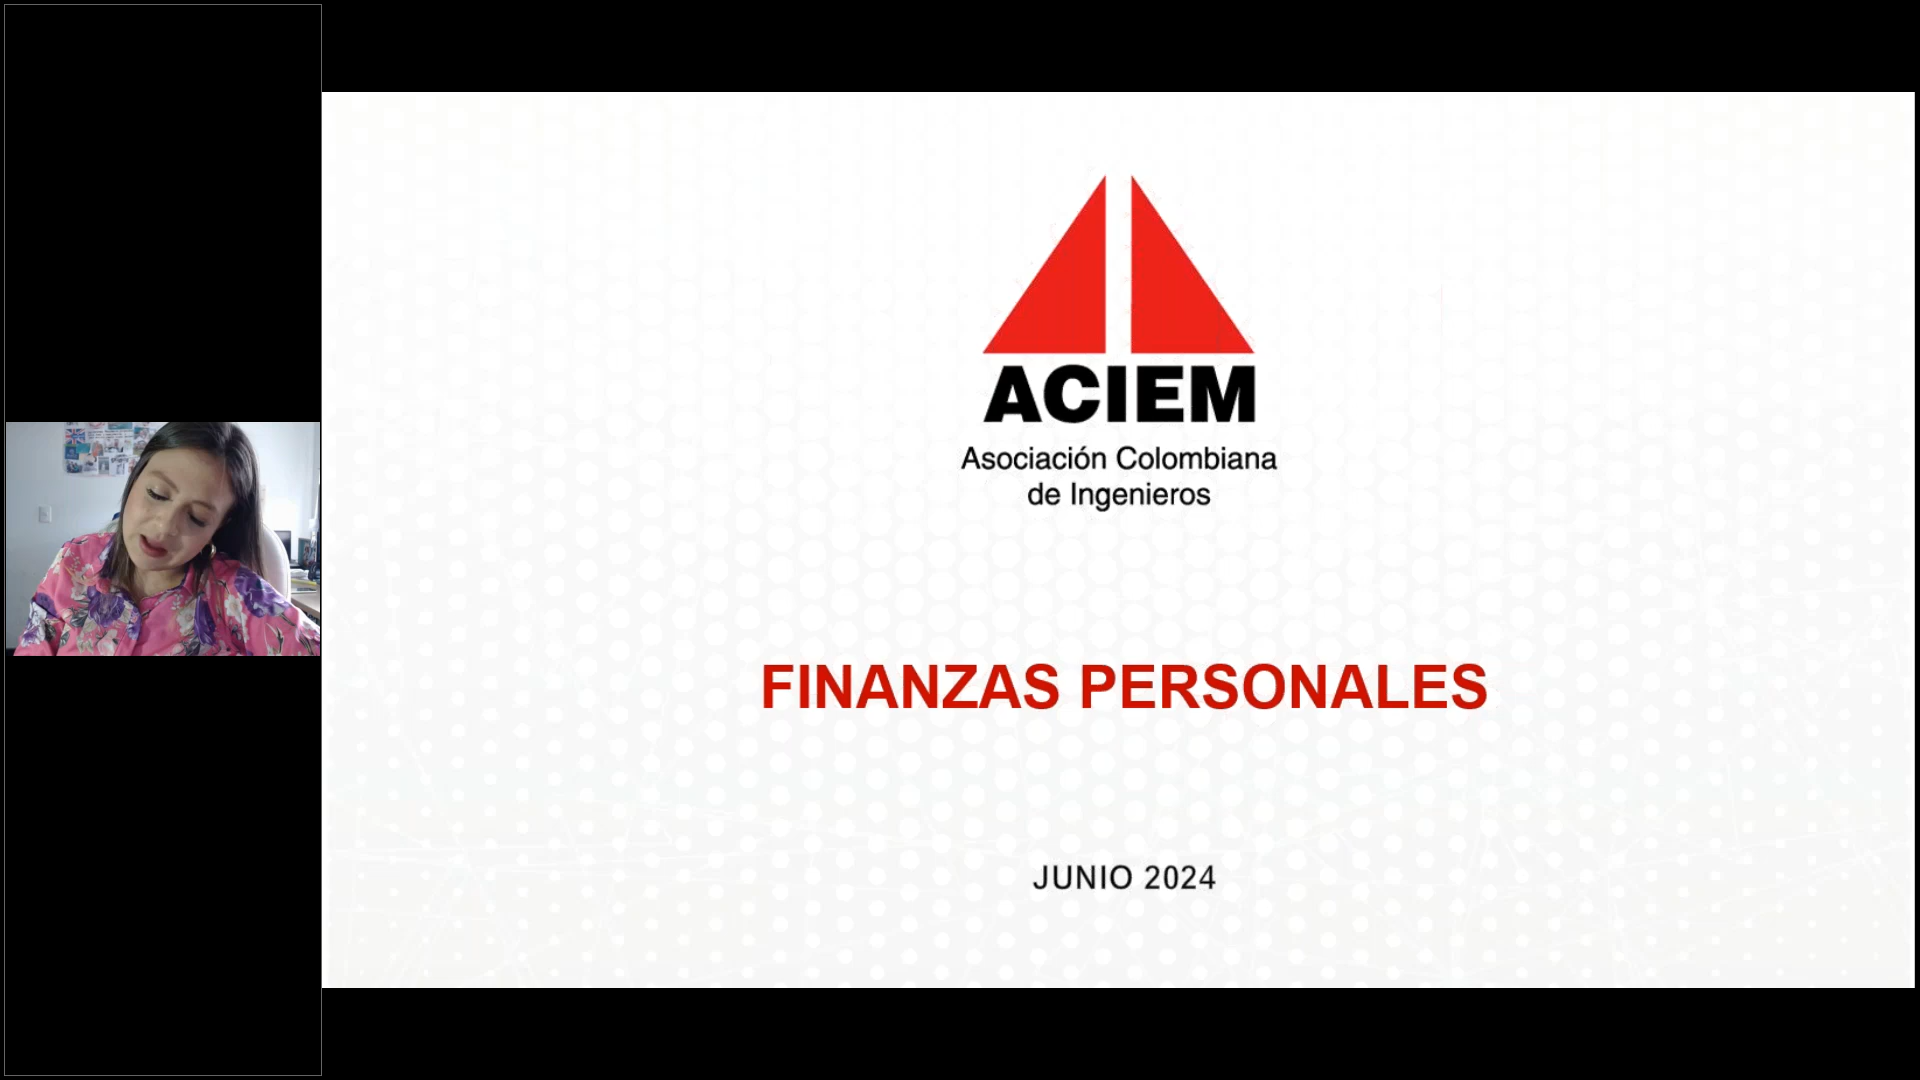 ACIEM
Asociación Colombiana
de Ingenieros
FINANZAS PERSONALES
JUNIO 2024